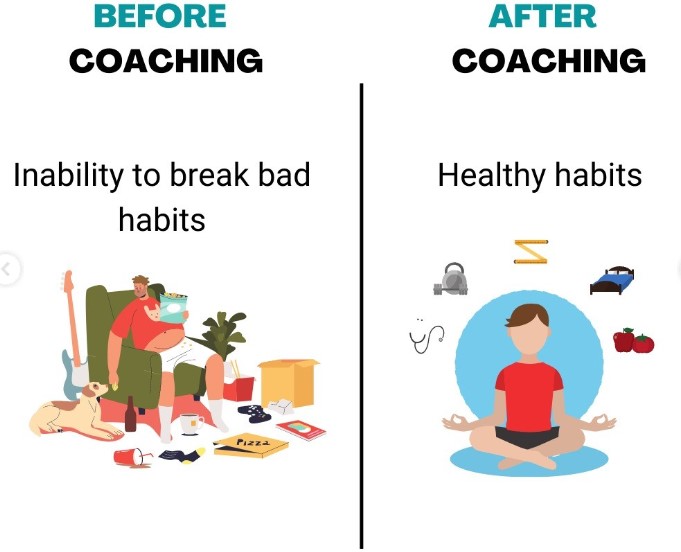 BEFORE
COACHING
AFTER
COACHING
Inability to break bad
habits
Healthy habits
PIZZA